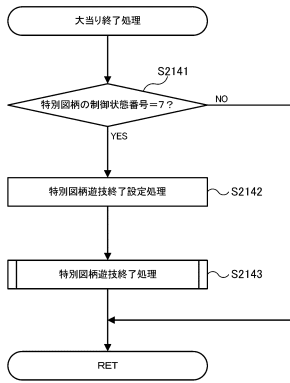 大当り終了処理
S2141
特別図柄の制御状態番号=7?
NO
YES
特別図柄遊技終了設定処理
S2142
特別図柄遊技終了処理
S2143
RET